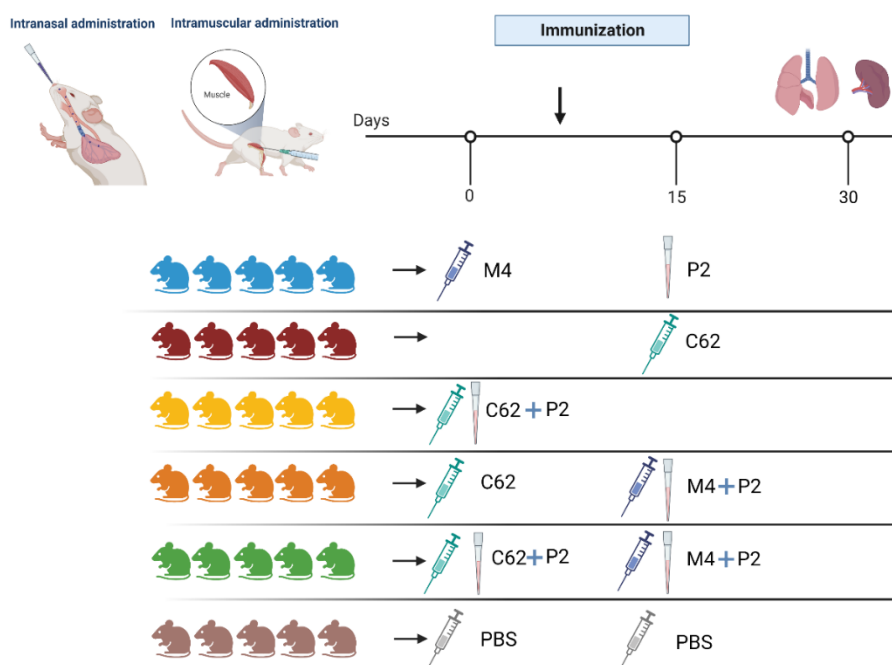 Intranasal administration
Intramuscular administration
Immunization
Muscle
Days
0
15
30
M4
P2
C62
C62 + P2
C62
M4 + P2
C62 + P2
M4 + P2
PBS
PBS